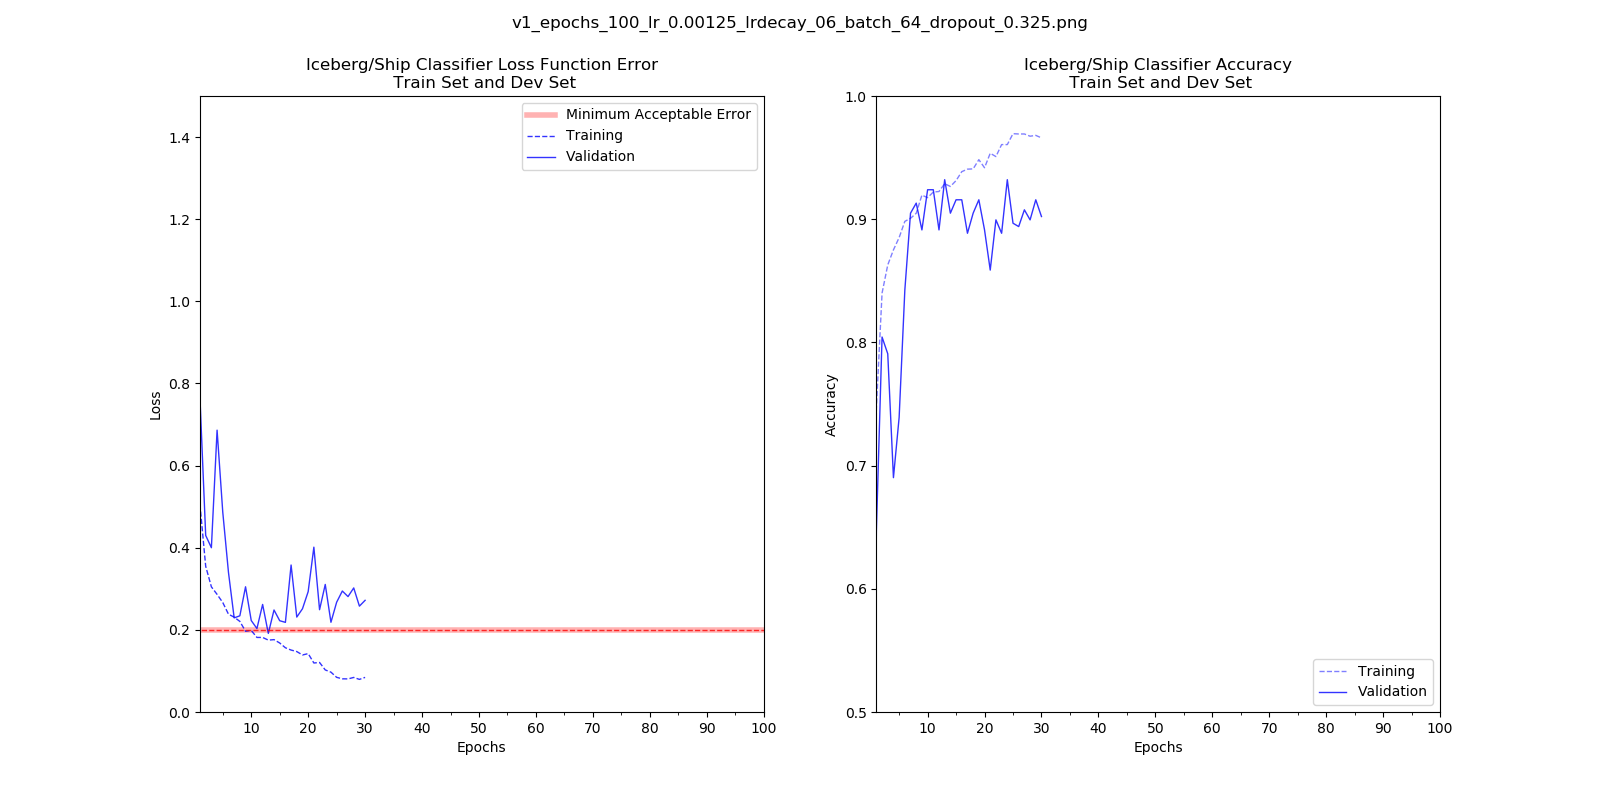 v1_epochs_100_lr_0.00125_lrdecay_06_batch_64_dropout_0.325.png
Iceberg/Ship Classifier Loss Function Error
Train Set and Dev Set
Minimum Acceptable Error
Training
Validation
1.4
1.2
1.0
0.8
0.6
0.4
0.2
0.0
Loss
10 20 30 40 50 60 70 80 90 100
Epochs
Iceberg/Ship Classifier Accuracy
Train Set and Dev Set
1.0
0.9
0.8
0.7
0.6
0.5
Accuracy
Training
Validation
10 20 30 40 50 60 70 80 90 100
Epochs